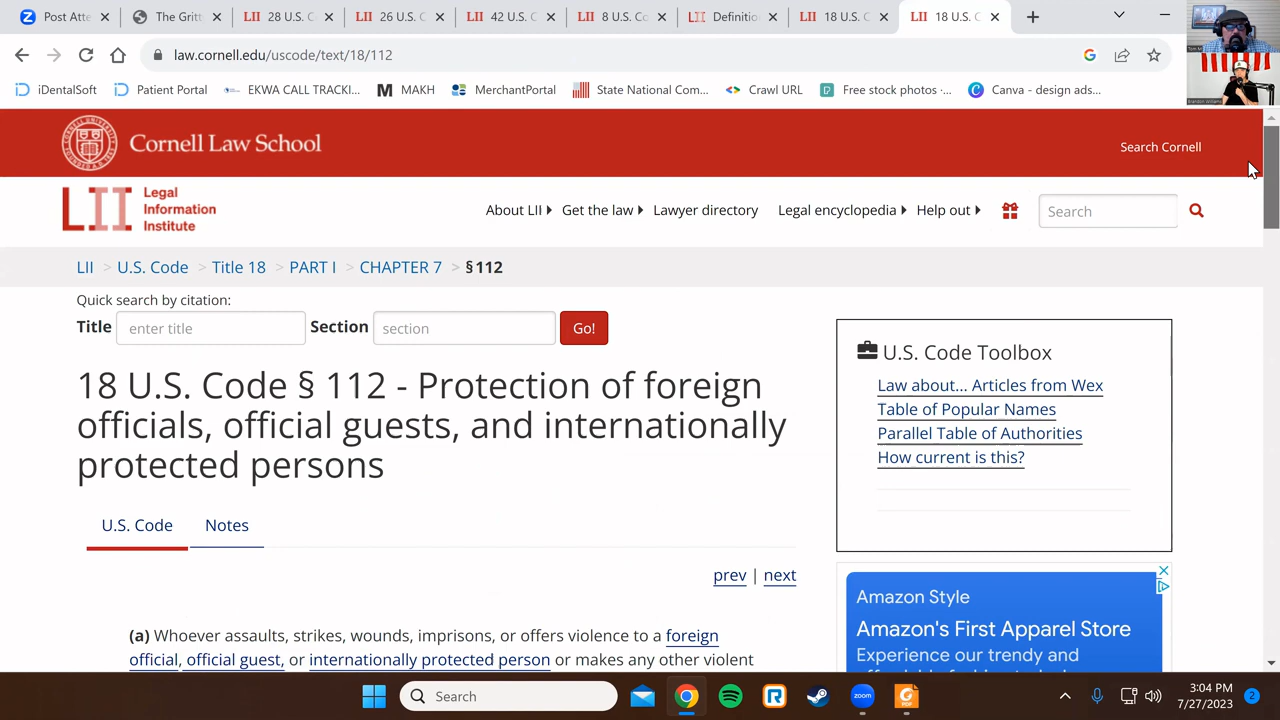 Post Atte
The Gritt
LII 28 U.S. C
LII 26 U.S. C
LII 42 U.S. C
LII 8 U.S. Co
LII Definitio
LII 18 U.S. C
LII 18 U.S. C
law.cornell.edu/uscode/text/18/112
iDentalSoft
Patient Portal
EKWA CALL TRACKI...
MAKH
MerchantPortal
State National Com...
Crawl URL
Free stock photos ·...
Canva - design ads...
Cornell Law School
Search Cornell
LII Legal
Information
Institute
About LII
Get the law
Lawyer directory
Legal encyclopedia
Help out
Search
LII > U.S. Code > Title 18 > PART I > CHAPTER 7 > § 112
Quick search by citation:
Title enter title Section section Go!
18 U.S. Code § 112 - Protection of foreign
officials, official guests, and internationally
protected persons
U.S. Code Notes
prev | next
(a) Whoever assaults, strikes, wounds, imprisons, or offers violence to a foreign
official, official guest, or internationally protected person or makes any other violent
U.S. Code Toolbox
Law about... Articles from Wex
Table of Popular Names
Parallel Table of Authorities
How current is this?
Amazon Style
Amazon's First Apparel Store
Experience our trendy and
Search
zoom
PDF
3:04 PM
7/27/2023
2